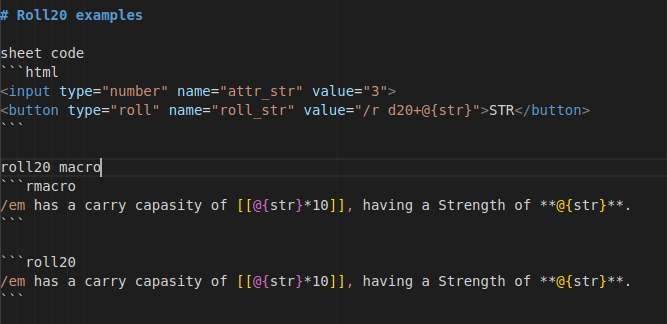 # Roll20 examples
sheet code
```html
<input type="number" name="attr_str" value="3">
<button type="roll" name="roll_str" value="/r d20+@{str}">STR</button>
```
roll20 macro
```rmacro
/em has a carry capasity of [[@{str}*10]], having a Strength of **@{str}**.
```
```roll20
/em has a carry capasity of [[@{str}*10]], having a Strength of **@{str}**.
```